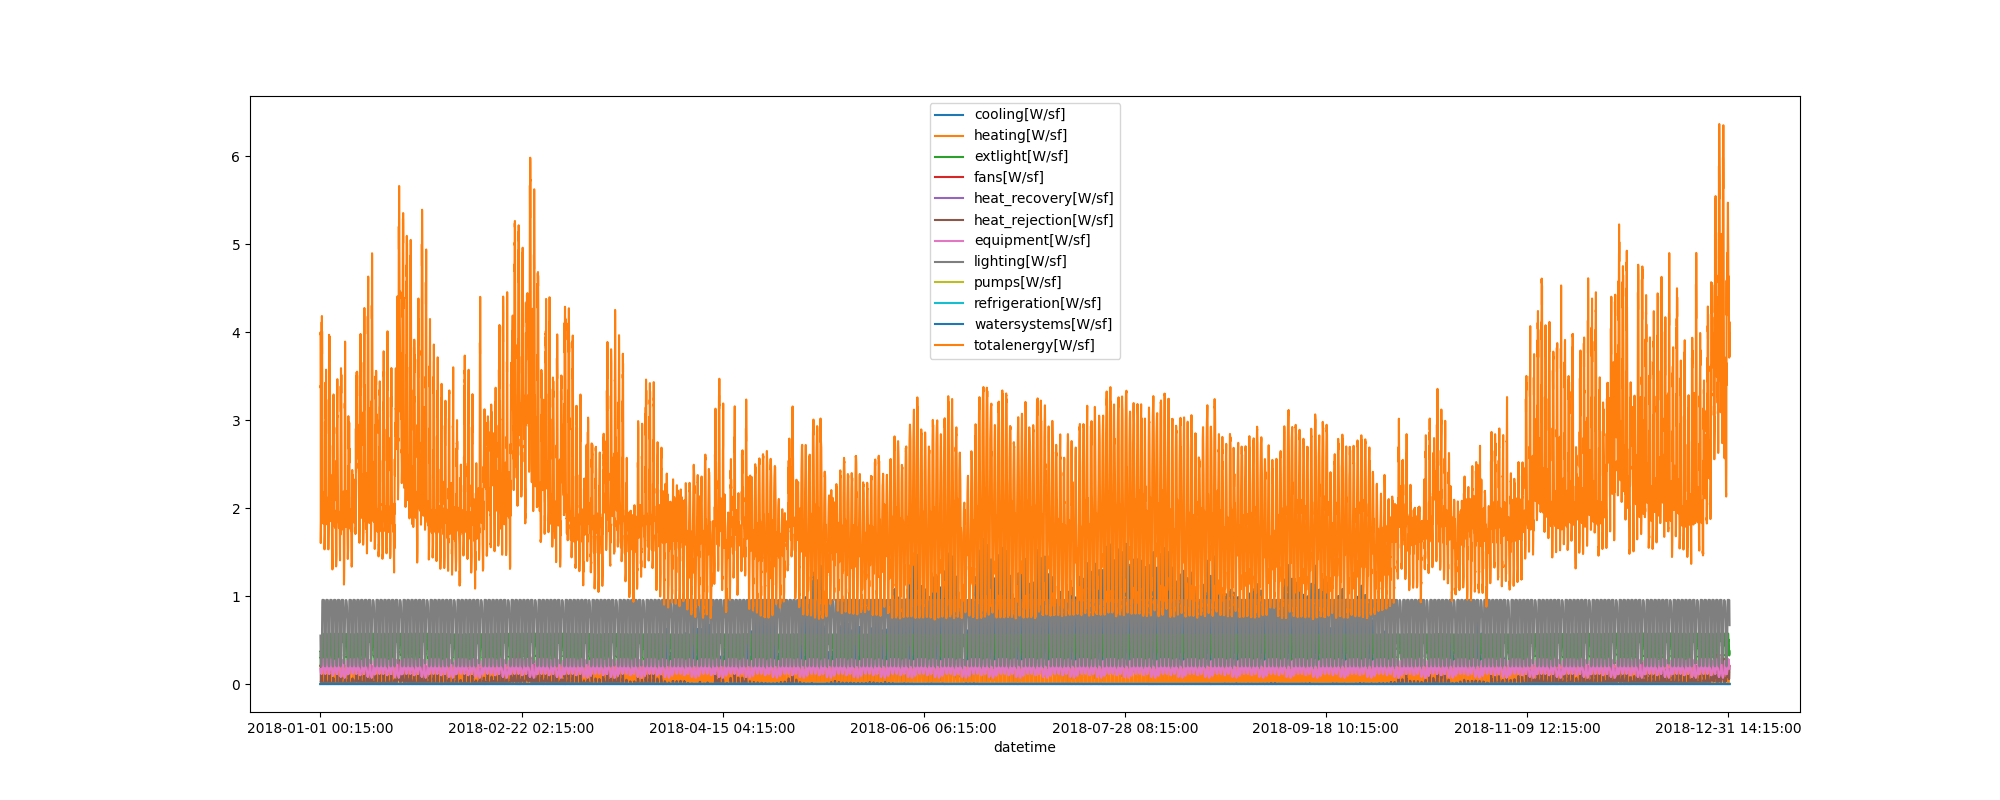 cooling[W/sf]
heating[W/sf]
extlight[W/sf]
fans[W/sf]
heat_recovery[W/sf]
heat_rejection[W/sf]
equipment[W/sf]
lighting[W/sf]
pumps[W/sf]
refrigeration[W/sf]
watersystems[W/sf]
totalenergy[W/sf]
6
5
4
3
2
1
0
2018-01-01 00:15:00 2018-02-22 02:15:00 2018-04-15 04:15:00 2018-06-06 06:15:00 2018-07-28 08:15:00 2018-09-18 10:15:00 2018-11-09 12:15:00 2018-12-31 14:15:00
datetime